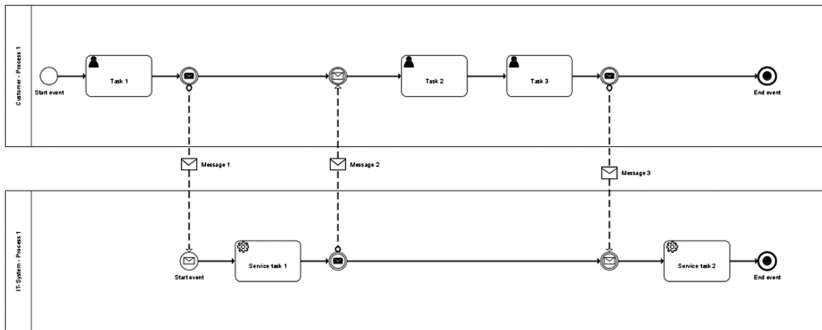 Customer - Process 1
Start event
Task 1
Task 2
Task 3
End event
Message 1
Message 2
Message 3
IT-System - Process 1
Start event
Service task 1
Service task 2
End event